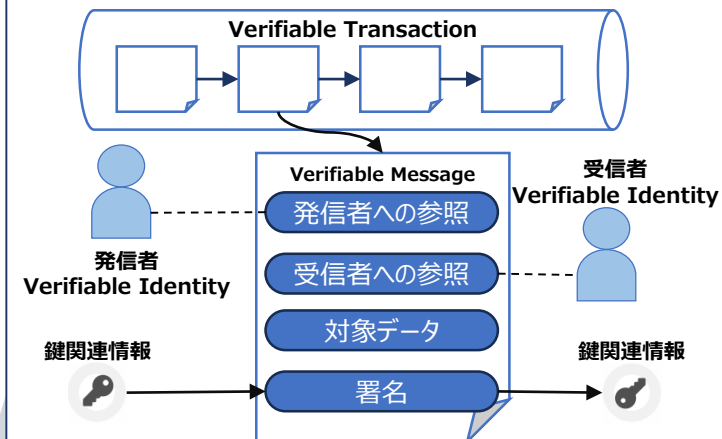 Verifiable Transaction
Verifiable Message
発信者への参照
受信者への参照
対象データ
署名
発信者
Verifiable Identity
受信者
Verifiable Identity
鍵関連情報
鍵関連情報